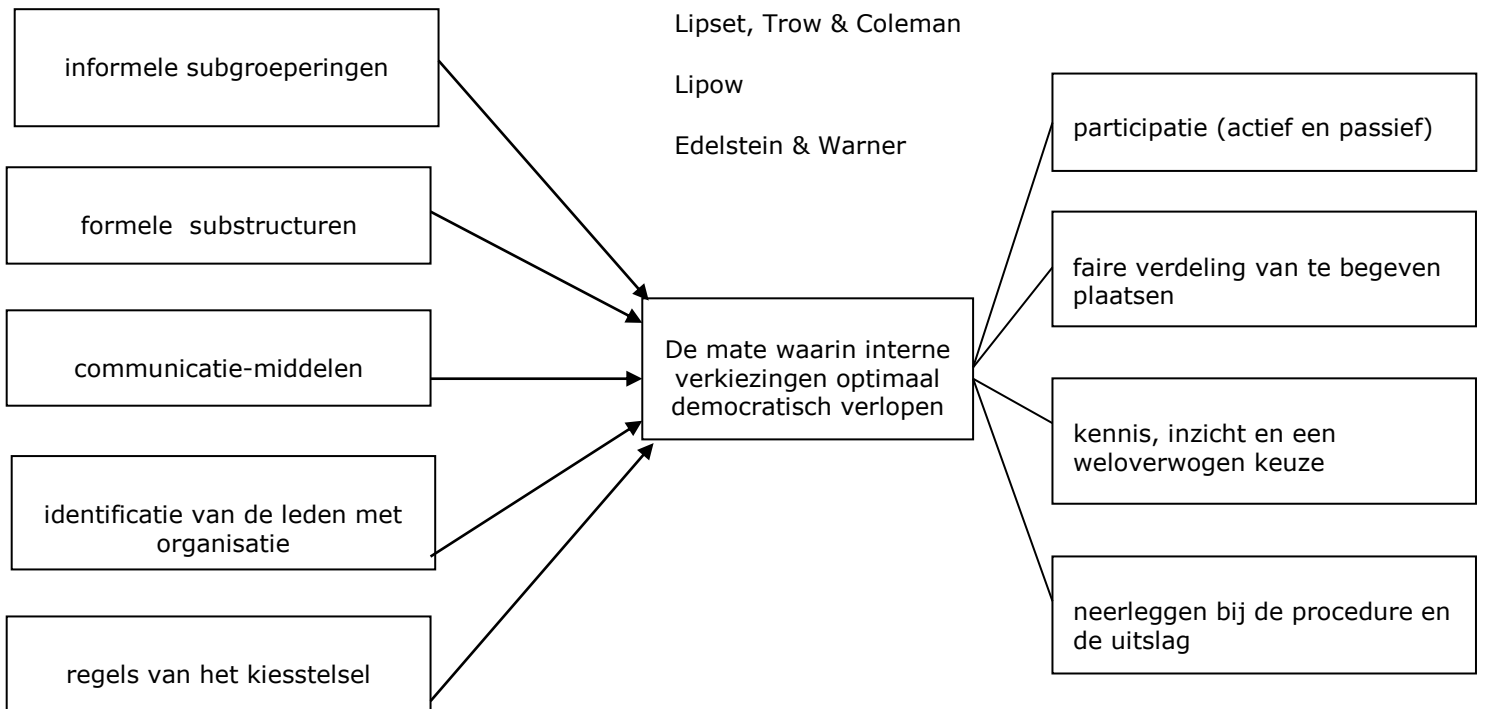 informele subgroeperingen
formele substructuren
communicatie-middelen
identificatie van de leden met
organisatie
regels van het kiesstelsel
Lipset, Trow & Coleman
Lipow
Edelstein & Warner
De mate waarin interne
verkiezingen optimaal
democratisch verlopen
participatie (actief en passief)
faire verdeling van te begeven
plaatsen
kennis, inzicht en een
weloverwogen keuze
neerleggen bij de procedure en
de uitslag